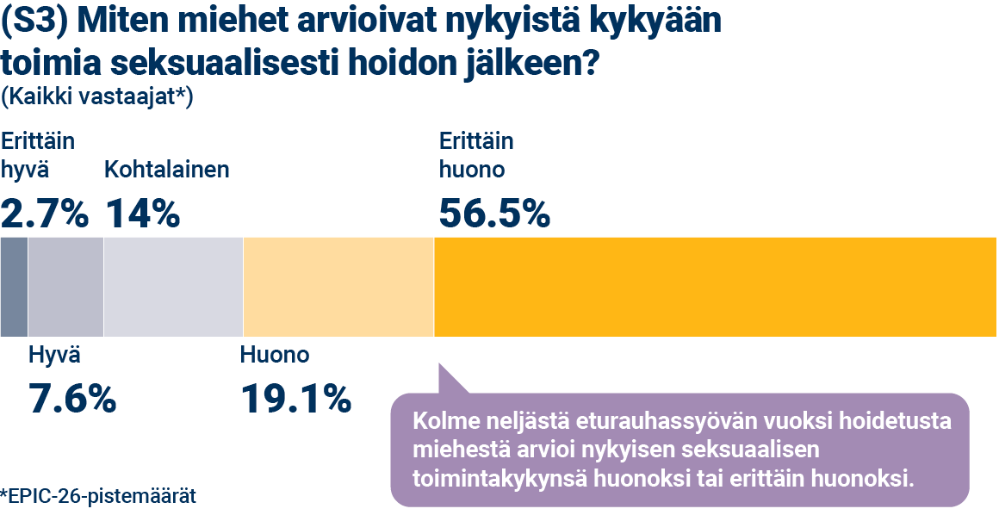 (S3) Miten miehet arvioivat nykyistä kykyään
toimia seksuaalisesti hoidon jälkeen?
(Kaikki vastaajat*)
Erittäin
hyvä
2.7%
Kohtalainen
14%
Erittäin
huono
56.5%
Hyvä
7.6%
Huono
19.1%
Kolme neljästä eturauhassyövän vuoksi hoidetusta
miehestä arvioi nykyisen seksuaalisen
toimintakykynsä huonoksi tai erittäin huonoksi.
*EPIC-26-pistemäärät